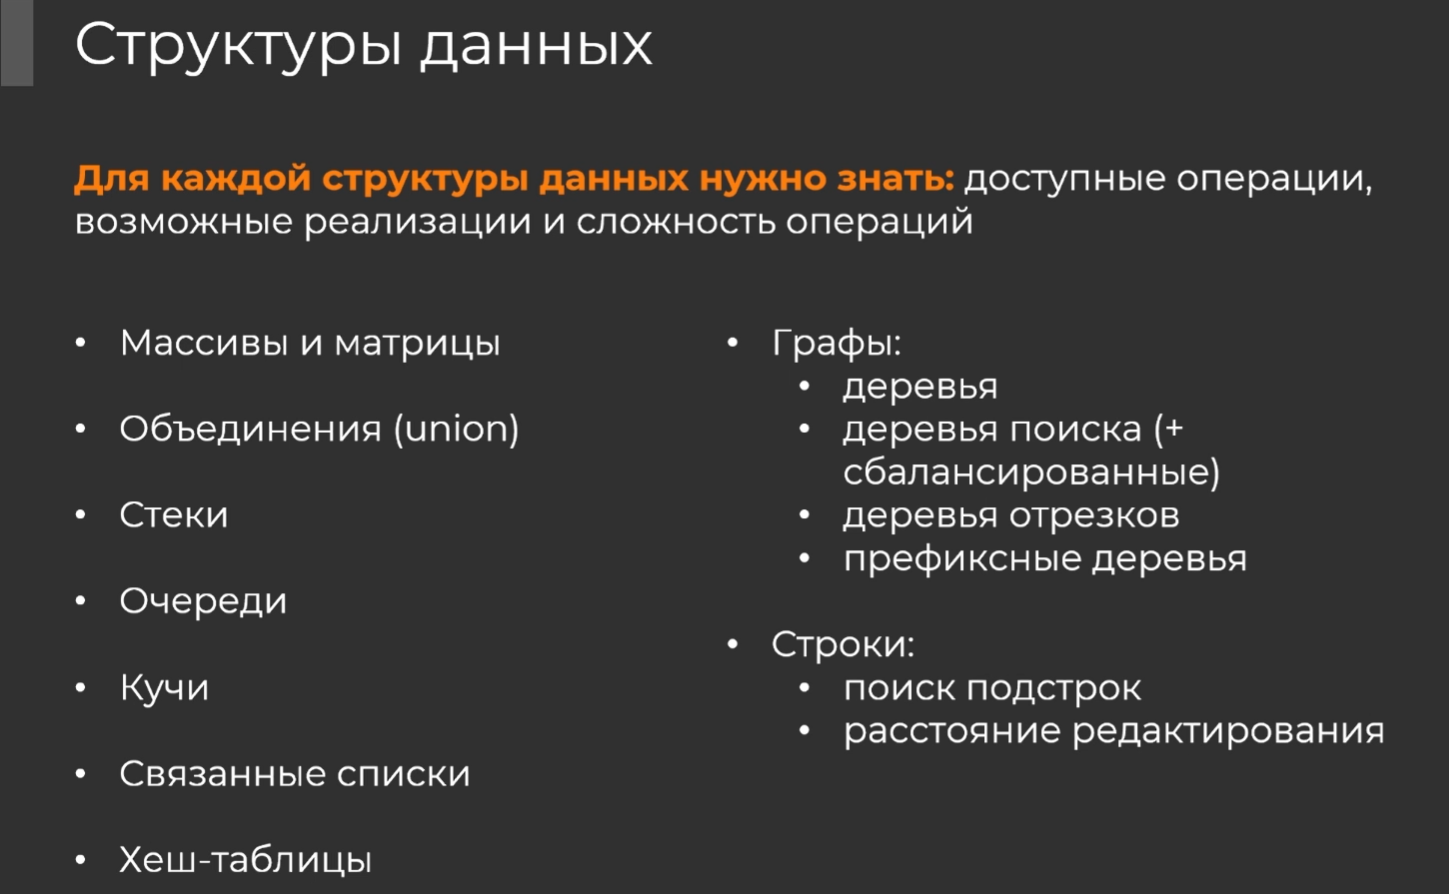 Структуры данных
Для каждой структуры данных нужно знать: доступные операции,
возможные реализации и сложность операций
• Массивы и матрицы
• Объединения (union)
• Стеки
• Очереди
• Кучи
• Связанные списки
• Хеш-таблицы
• Графы:
• деревья
• деревья поиска (+
сбалансированные)
• деревья отрезков
• префиксные деревья
• Строки:
• поиск подстрок
• расстояние редактирования